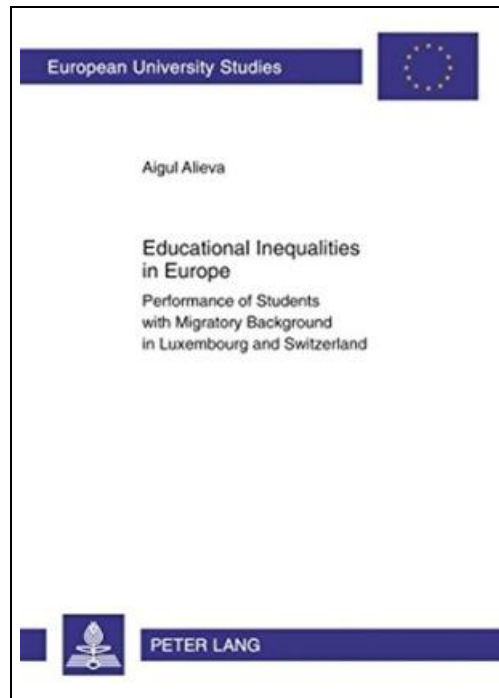 European University Studies
Aigul Alieva
Educational Inequalities
in Europe
Performance of Students
with Migratory Background
in Luxembourg and Switzerland
PETER LANG